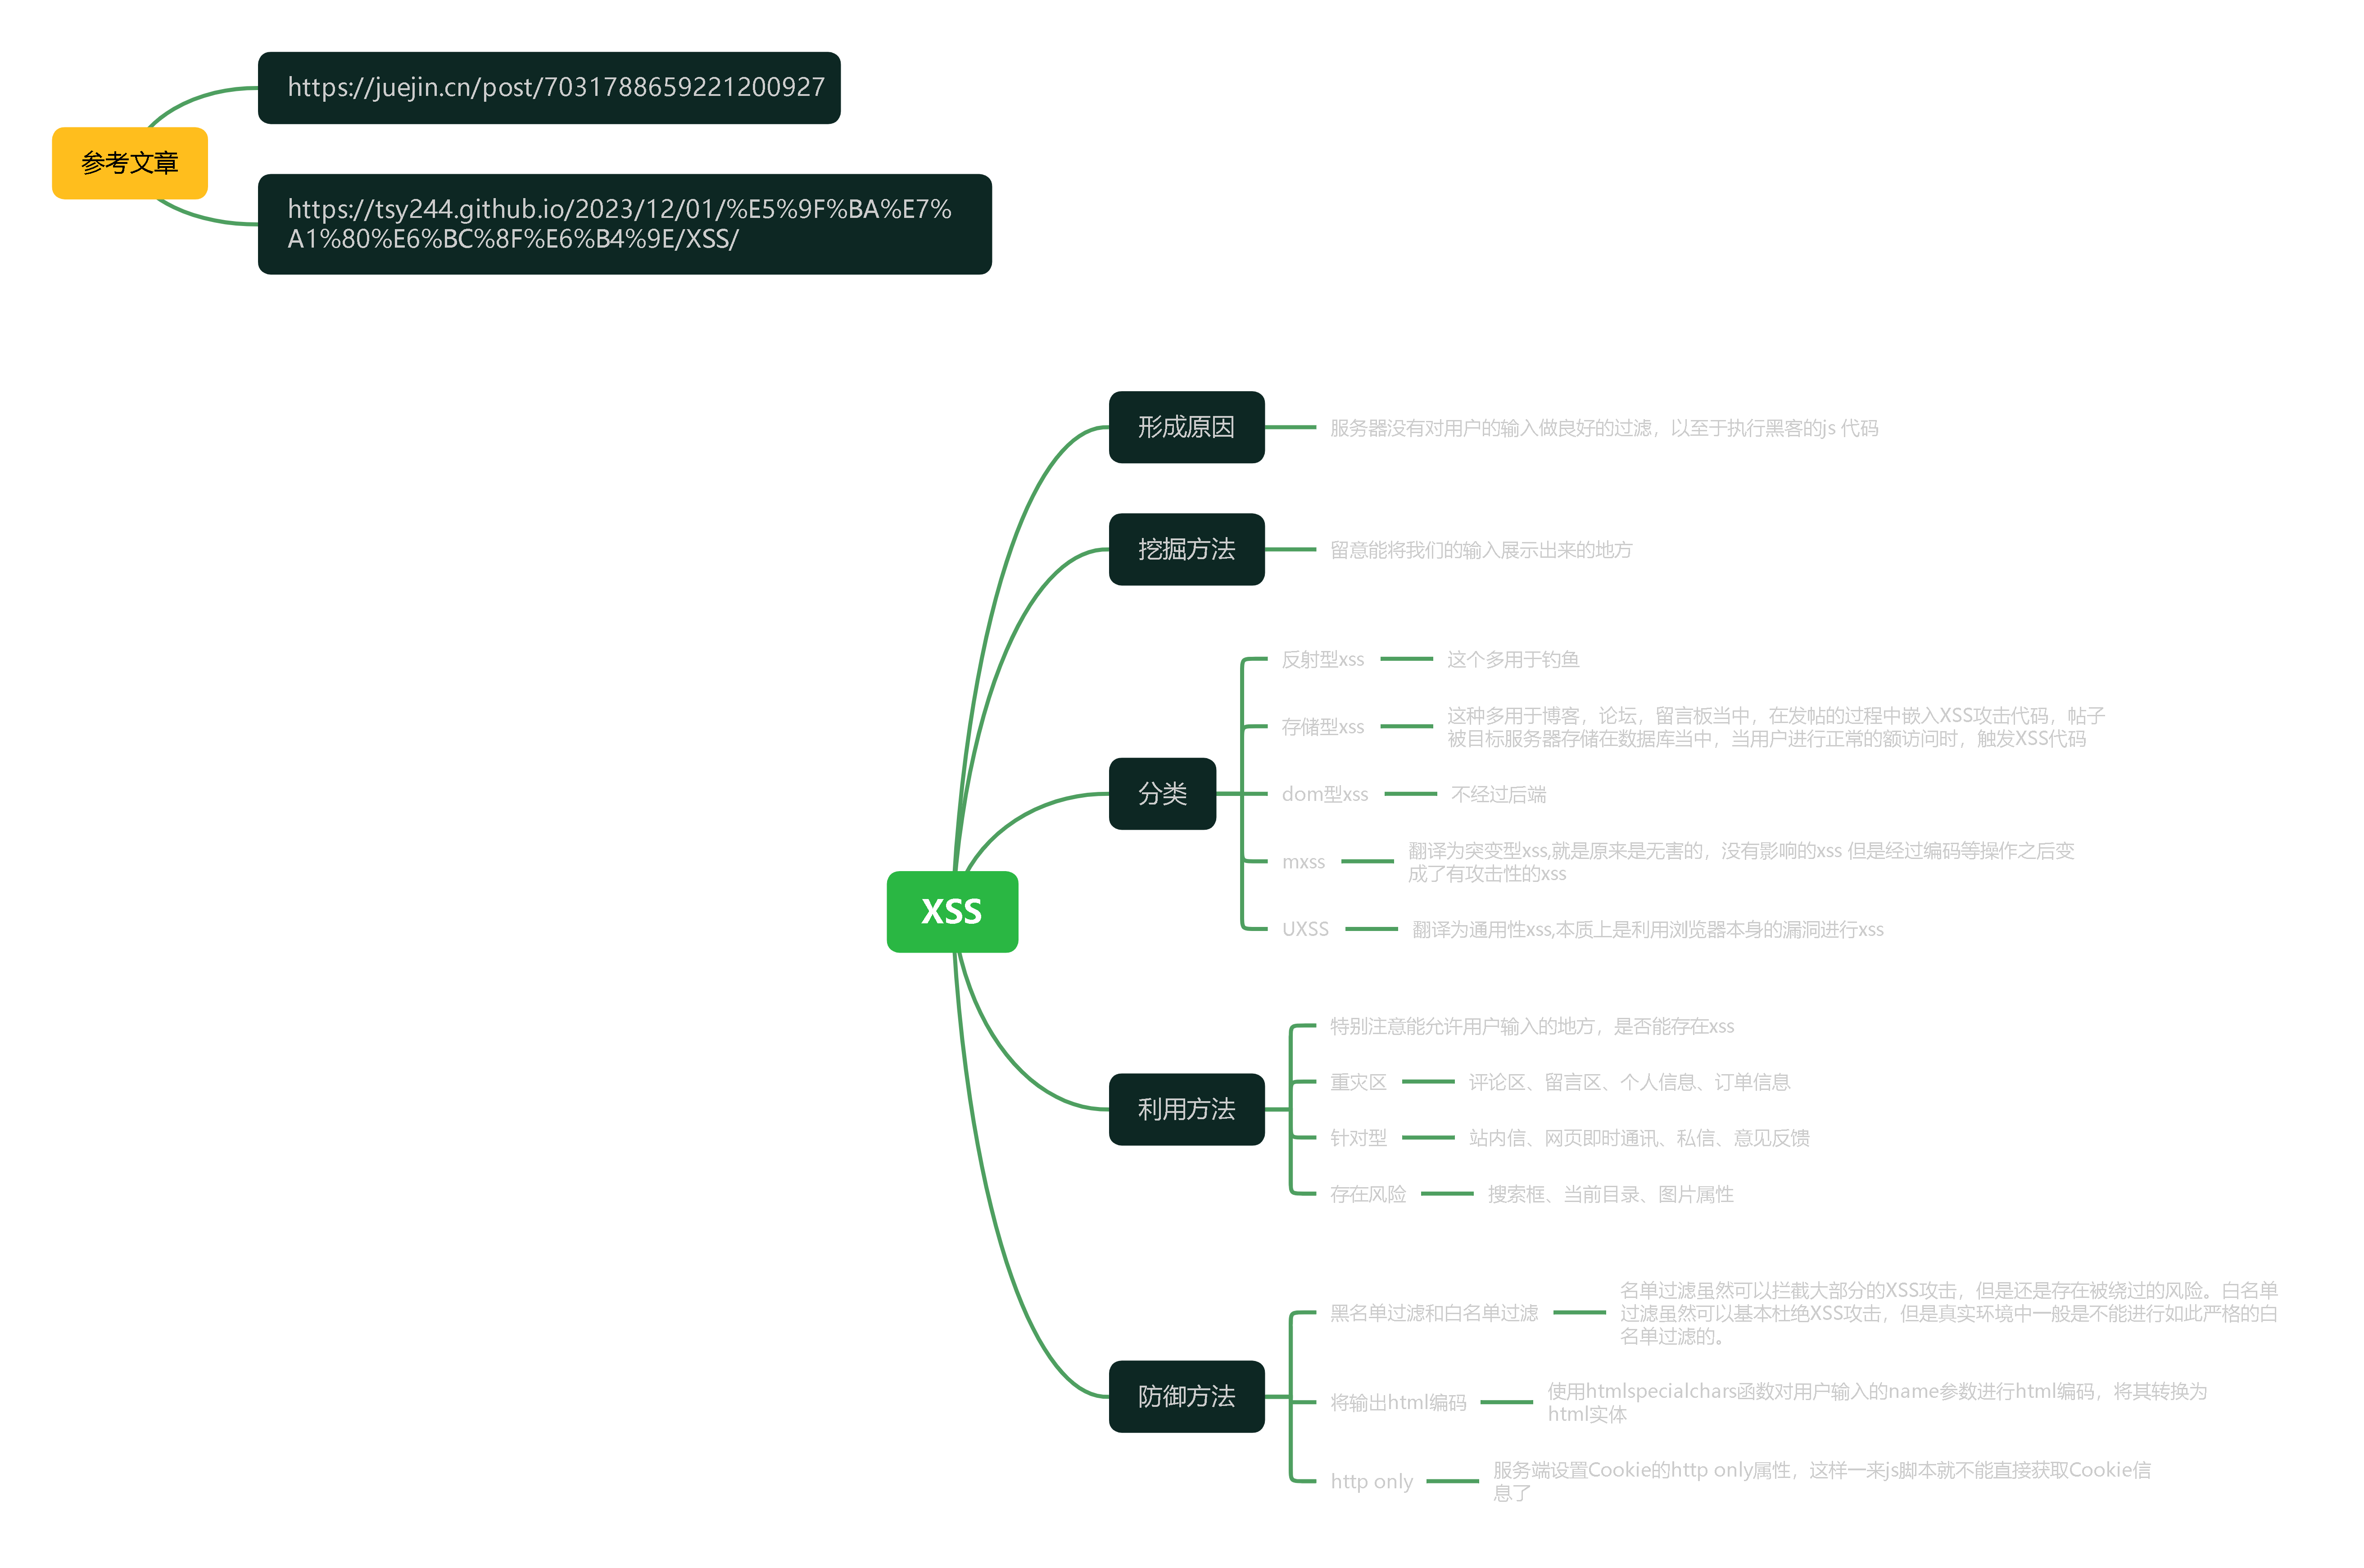 https://juejin.cn/post/7031788659221200927
参考文章
https://tsy244.github.io/2023/12/01/%E5%9F%BA%E7%
A1%80%E6%BC%8F%E6%B4%9E/XSS/
形成原因
服务器没有对用户的输入做良好的过滤，以至于执行黑客的js 代码
挖掘方法
留意能将我们的输入展示出来的地方
反射型xss
这个多用于钓鱼
存储型xss
这种多用于博客，论坛，留言板当中，在发帖的过程中嵌入XSS攻击代码，帖子
被目标服务器存储在数据库当中，当用户进行正常的额访问时，触发XSS代码
分类
dom型xss
不经过后端
mxss
翻译为突变型xss,就是原来是无害的，没有影响的xss 但是经过编码等操作之后变
成了有攻击性的xss
XSS
UXSS
翻译为通用性xss,本质上是利用浏览器本身的漏洞进行xss
特别注意能允许用户输入的地方，是否能存在xss
重灾区
评论区、留言区、个人信息、订单信息
利用方法
针对型
站内信、网页即时通讯、私信、意见反馈
存在风险
搜索框、当前目录、图片属性
黑名单过滤和白名单过滤
名单过滤虽然可以拦截大部分的XSS攻击，但是还是存在被绕过的风险。白名单
过滤虽然可以基本杜绝XSS攻击，但是真实环境中一般是不能进行如此严格的白
名单过滤的。
防御方法
将输出html编码
使用htmlspecialchars函数对用户输入的name参数进行html编码，将其转换为
html实体
http only
服务端设置Cookie的http only属性，这样一来js脚本就不能直接获取Cookie信
息了